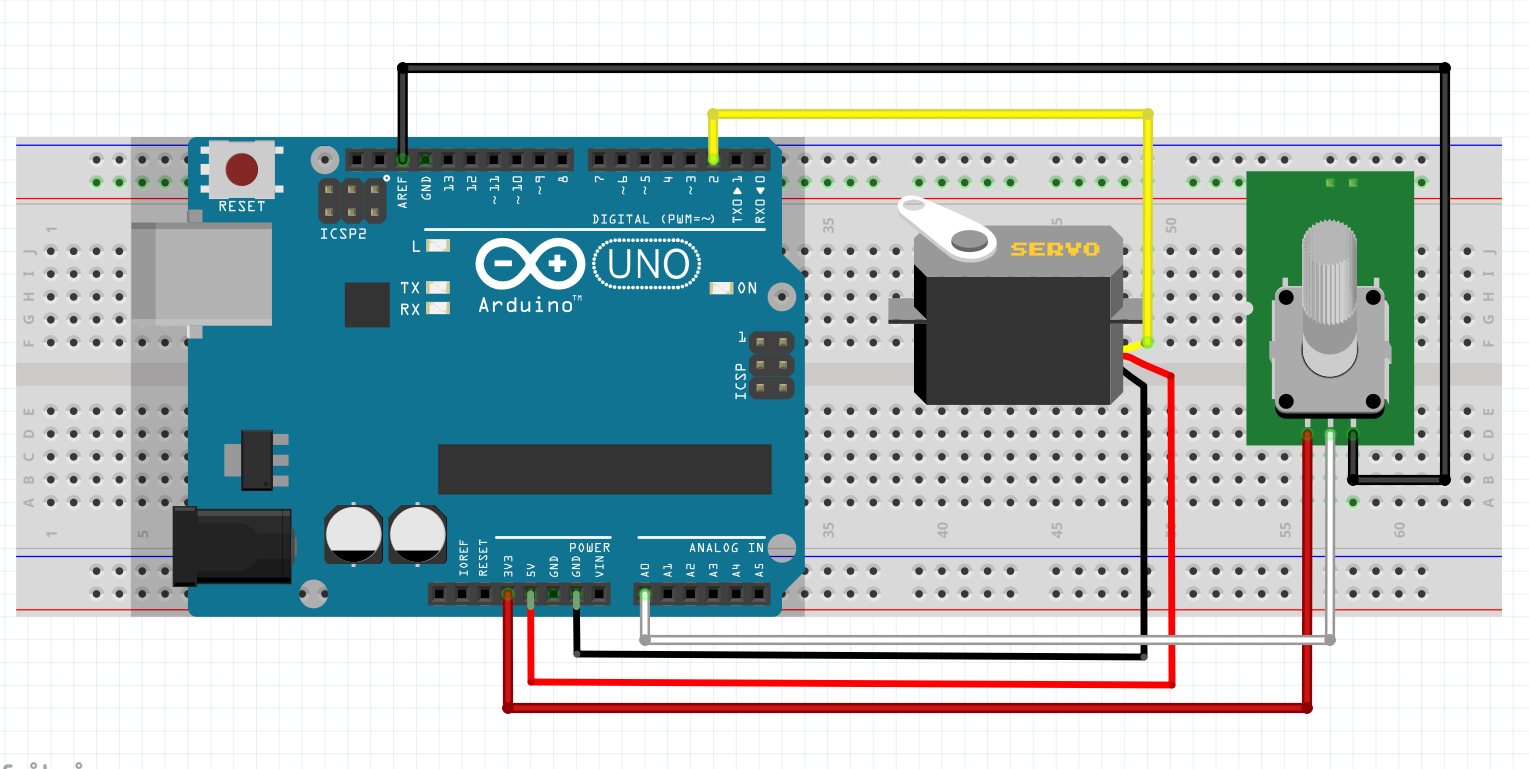 RESET
ICSP2
AREF
GND
13
12
~11
~10
~9
8
7
~6
~5
4
~3
2
TX0▶1
RX0◀0
DIGITAL (PWM=~)
L
TX
RX
UNO
Arduino™
ON
1
ICSP
SERVO
1
35
50
J
I
H
G
F
J
I
H
G
F
E
D
C
B
A
E
D
C
B
A
1
5
35
40
45
55
60
IOREF
RESET
3V3
5V
GND
GND
VIN
POWER
ANALOG IN
A0
A1
A2
A3
A4
A5